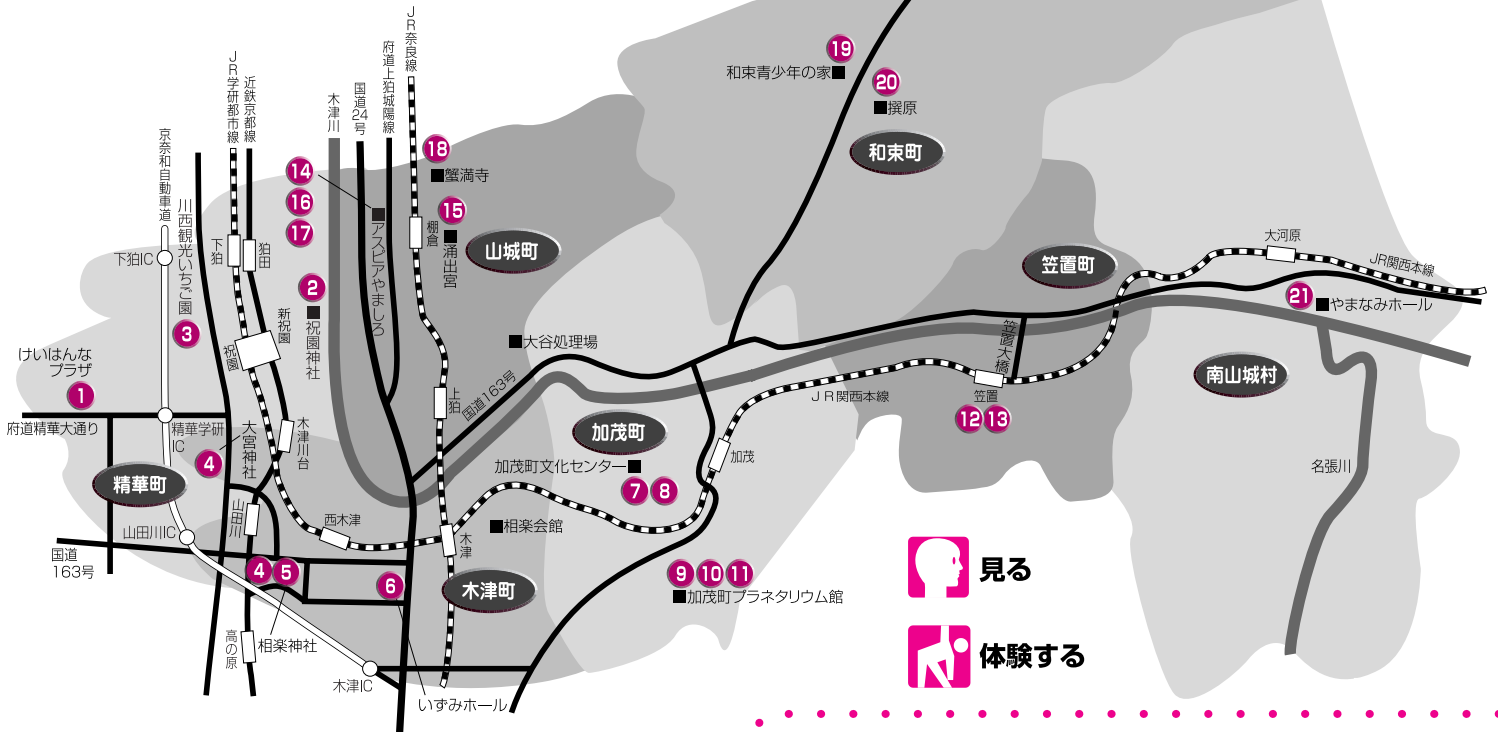 JR学研都市線
近鉄京都線
京奈和自動車道
川西観光いちご園
木津川
国道24号
府道上狛城陽線
JR奈良線
下狛IC
下狛
狛田
3
新祝園
祝園
けいはんな
プラザ
1
府道精華大通り
精華学研
IC
大宮神社
4
木津川台
精華町
山田川
山田川IC
国道
163号
14
16
17
2
祝園神社
アスピアやましろ
18
蟹満寺
15
棚倉
涌出宮
山城町
大谷処理場
国道163号
上狛
西木津
木津
相楽会館
4
5
6
木津町
高の原
相楽神社
木津IC
いずみホール
加茂町
加茂町文化センター
7
8
加茂
9
10
11
加茂町プラネタリウム館
JR関西本線
19
和束青少年の家
20
撰原
和束町
笠置町
笠置大橋
笠置
12
13
大河原
JR関西本線
21
やまなみホール
南山城村
名張川
見る
体験する